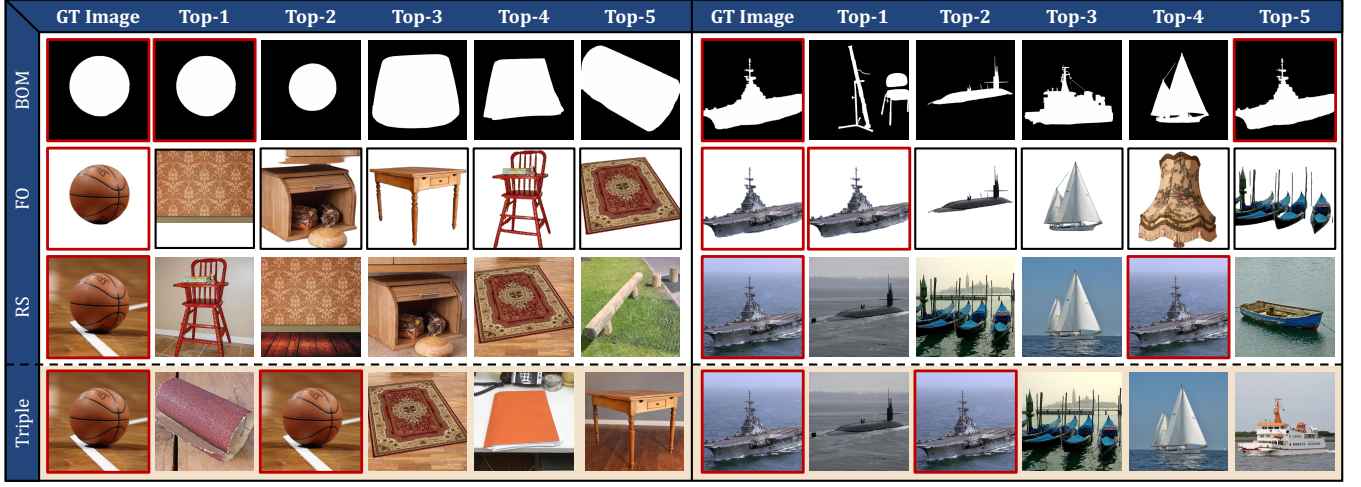 GT Image Top-1 Top-2 Top-3 Top-4 Top-5 GT Image Top-1 Top-2 Top-3 Top-4 Top-5
BOM
FO
RS
Triple